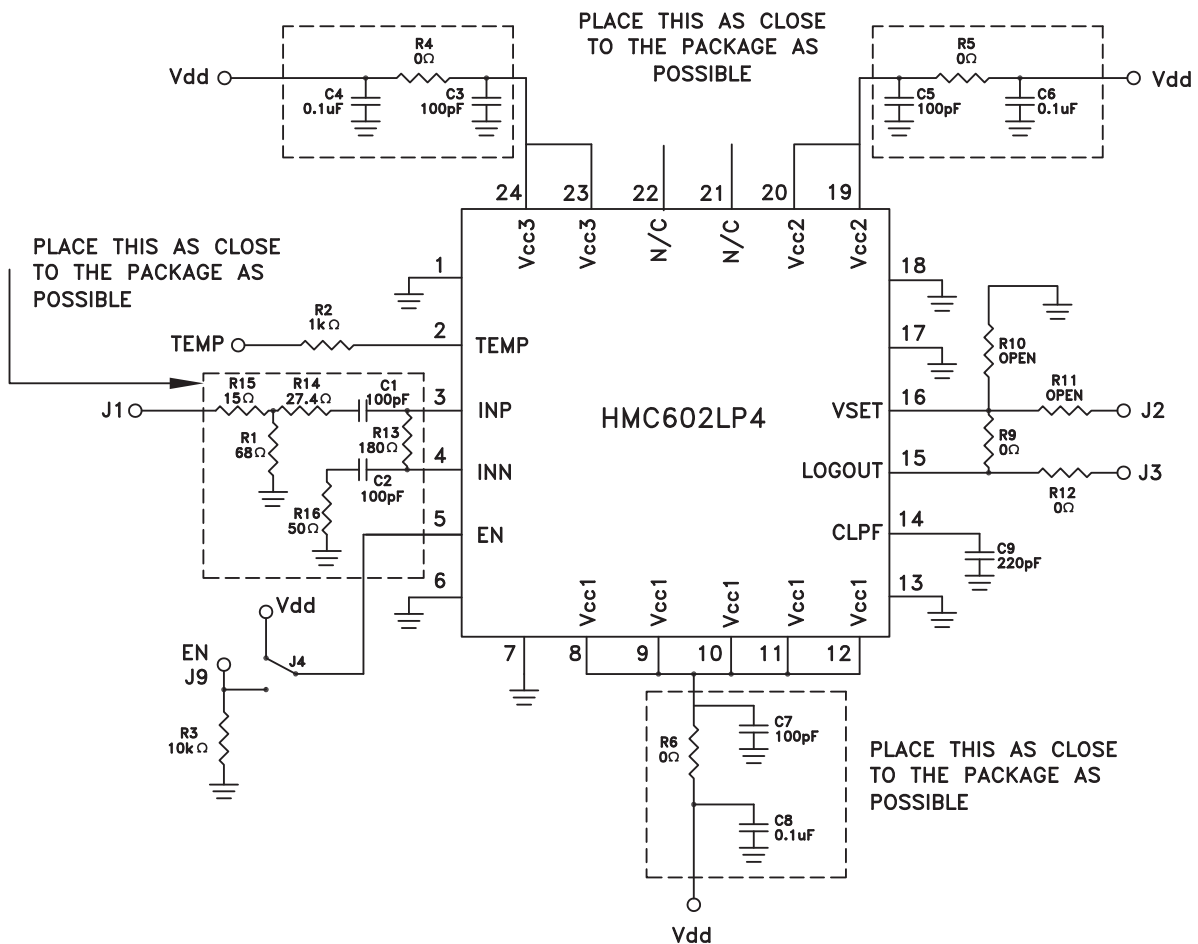 PLACE THIS AS CLOSE
TO THE PACKAGE AS
POSSIBLE
Vdd
R4
0Ω
C4
0.1uF
C3
100pF
R5
0Ω
C5
100pF
C6
0.1uF
Vdd
24
23
22
21
20
19
Vcc3
Vcc3
N/C
N/C
Vcc2
Vcc2
PLACE THIS AS CLOSE
TO THE PACKAGE AS
POSSIBLE
1
18
R2
1kΩ
TEMP
2
TEMP
17
R10
OPEN
R15
15Ω
R14
27.4Ω
C1
100pF
J1
3
INP
HMC602LP4
VSET
16
R11
OPEN
J2
R1
68Ω
R13
180Ω
R9
0Ω
4
INN
LOGOUT
15
J3
C2
100pF
R12
0Ω
R16
50Ω
5
EN
CLPF
14
C9
220pF
6
13
Vcc1
Vcc1
Vcc1
Vcc1
Vcc1
Vdd
7
8
9
10
11
12
EN
J9
J4
R3
10kΩ
C7
100pF
R6
0Ω
PLACE THIS AS CLOSE
TO THE PACKAGE AS
POSSIBLE
C8
0.1uF
Vdd